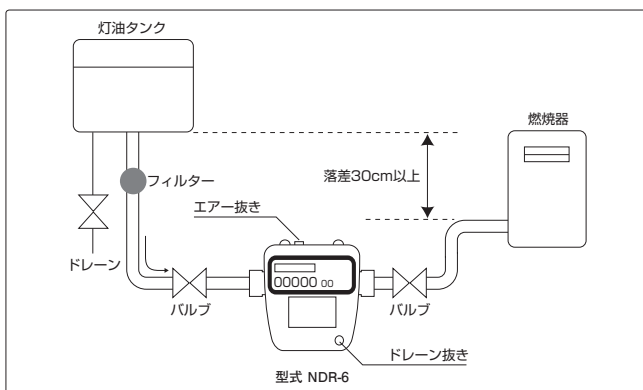 灯油タンク
燃焼器
落差30cm以上
フィルター
エアー抜き
ドレーン
バルブ
00000 00
バルブ
ドレーン抜き
型式 NDR-6